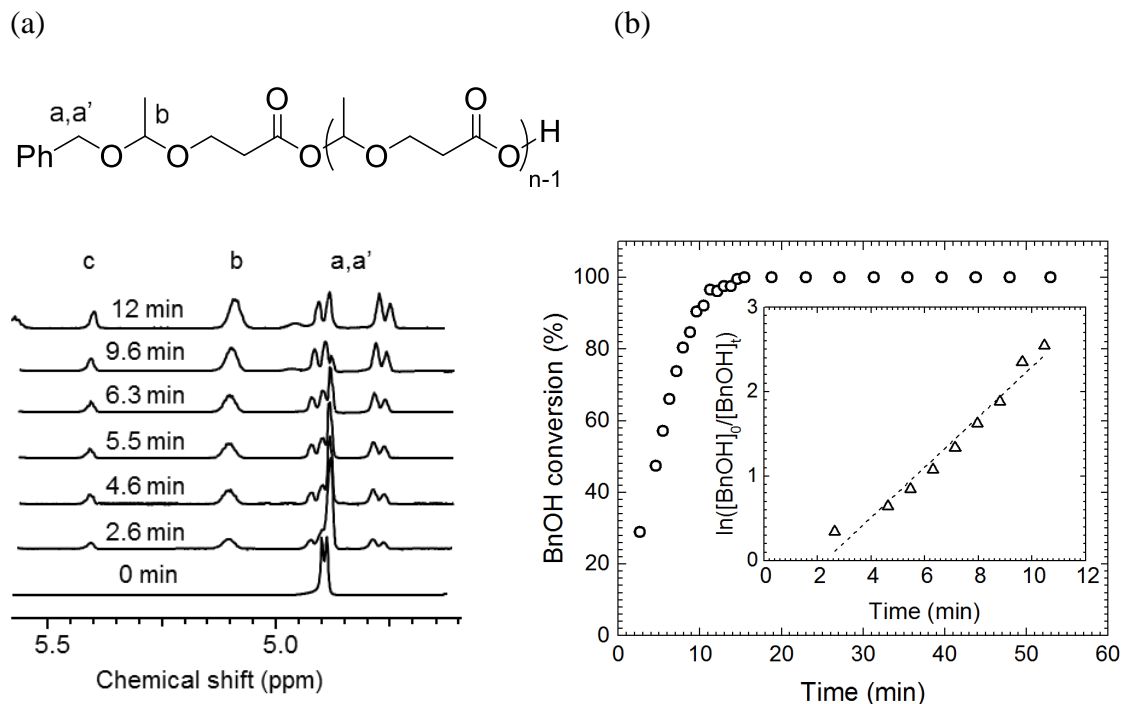 (a)
(b)
a,a'
b
O
O
Ph
O
O
O
O
O
H
n-1
c
b
a,a'
12 min
9.6 min
6.3 min
5.5 min
4.6 min
2.6 min
0 min
5.5
5.0
Chemical shift (ppm)
BnOH conversion (%)
100
80
60
40
20
0
0
10
20
30
40
50
60
Time (min)
ln([BnOH]0/[BnOH]t)
3
2
1
0
0
2
4
6
8
10
12
Time (min)